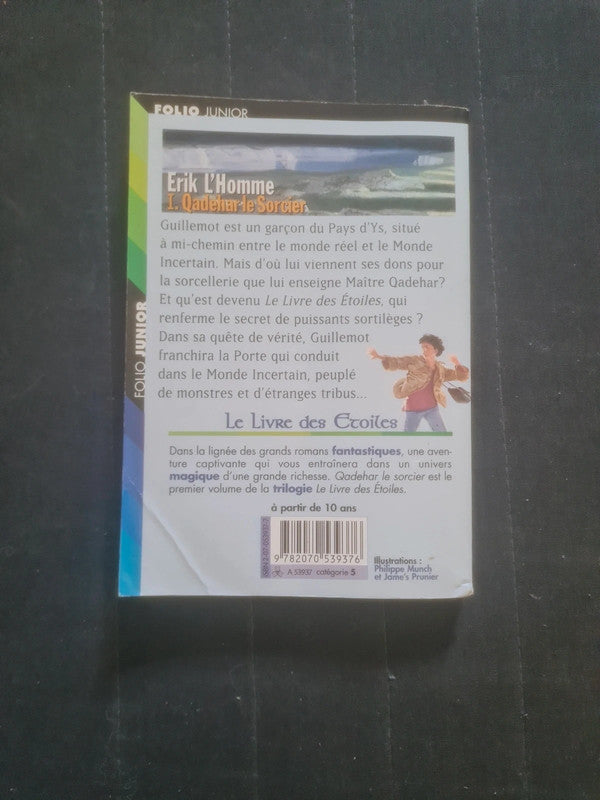 FOLIO JUNIOR
Erik L'Homme
1. Qadehar le Sorcier
Guillemot est un garçon du Pays d'Ys, situé
à mi-chemin entre le monde réel et le Monde
Incertain. Mais d'où lui viennent ses dons pour
la sorcellerie que lui enseigne Maître Qadehar?
Et qu'est devenu Le Livre des Étoiles, qui
renferme le secret de puissants sortilèges ?
Dans sa quête de vérité, Guillemot
franchira la Porte qui conduit
dans le Monde Incertain, peuplé
de monstres et d'étranges tribus...
FOLIO JUNIOR
Le Livre des Etoiles
Dans la lignée des grands romans fantastiques, une aven-
ture captivante qui vous entraînera dans un univers
magique d'une grande richesse. Qadehar le sorcier est le
premier volume de la trilogie Le Livre des Étoiles.
à partir de 10 ans
9 782070 539376
A 53937 catégorie 5
Illustrations :
Philippe Munch
et Jame's Prunier